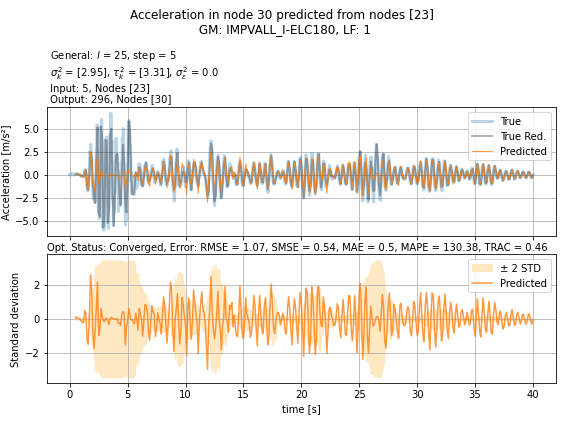 Acceleration in node 30 predicted from nodes [23]
GM: IMPVALL_I-ELC180, LF: 1
General: l = 25, step = 5
σ²ₖ = [2.95], τ²ₖ = [3.31], σ²ε = 0.0
Input: 5, Nodes [23]
Output: 296, Nodes [30]
Acceleration [m/s²]
5.0
2.5
0.0
−2.5
−5.0
True
True Red.
Predicted
Opt. Status: Converged, Error: RMSE = 1.07, SMSE = 0.54, MAE = 0.5, MAPE = 130.38, TRAC = 0.46
Standard deviation
2
0
−2
± 2 STD
Predicted
0 5 10 15 20 25 30 35 40
time [s]